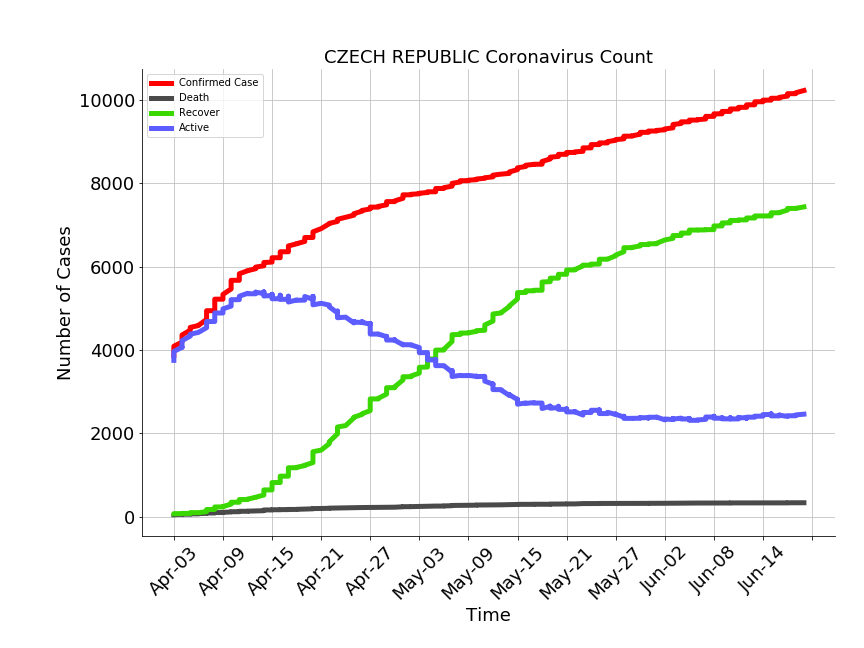 CZECH REPUBLIC Coronavirus Count
Confirmed Case
Death
Recover
Active
Number of Cases
10000
8000
6000
4000
2000
0
Apr-03
Apr-09
Apr-15
Apr-21
Apr-27
May-03
May-09
May-15
May-21
May-27
Jun-02
Jun-08
Jun-14
Time